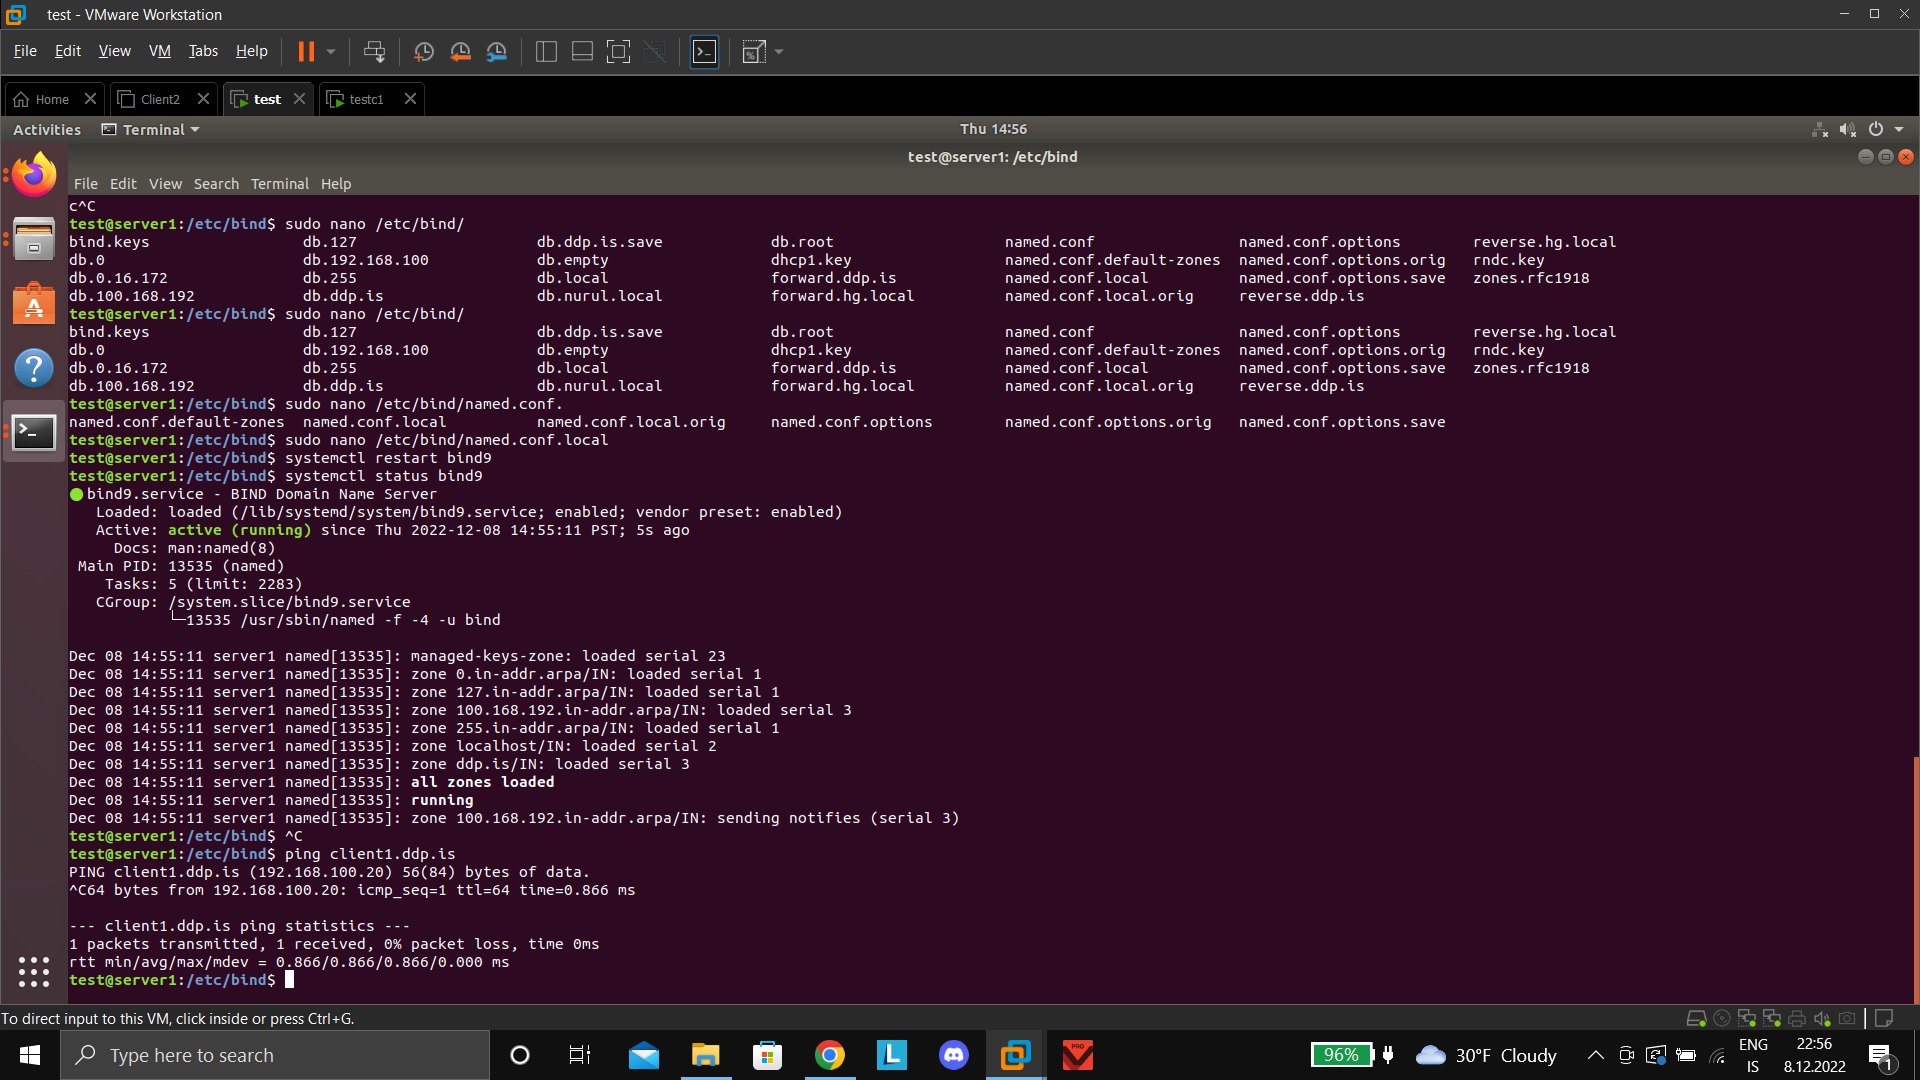 test - VMware Workstation
File Edit View VM Tabs Help
Home Client2 test testc1
Activities Terminal Thu 14:56
test@server1: /etc/bind
File Edit View Search Terminal Help
c^C
test@server1:/etc/bind$ sudo nano /etc/bind/
bind.keys db.127 db.ddp.is.save db.root named.conf named.conf.options reverse.hg.local
db.0 db.192.168.100 db.empty dhcp1.key named.conf.default-zones named.conf.options.orig rndc.key
db.0.16.172 db.255 db.local forward.ddp.is named.conf.local named.conf.options.save zones.rfc1918
db.100.168.192 db.ddp.is db.nurul.local forward.hg.local named.conf.local.orig reverse.ddp.is
test@server1:/etc/bind$ sudo nano /etc/bind/
bind.keys db.127 db.ddp.is.save db.root named.conf named.conf.options reverse.hg.local
db.0 db.192.168.100 db.empty dhcp1.key named.conf.default-zones named.conf.options.orig rndc.key
db.0.16.172 db.255 db.local forward.ddp.is named.conf.local named.conf.options.save zones.rfc1918
db.100.168.192 db.ddp.is db.nurul.local forward.hg.local named.conf.local.orig reverse.ddp.is
test@server1:/etc/bind$ sudo nano /etc/bind/named.conf.
named.conf.default-zones named.conf.local named.conf.local.orig named.conf.options named.conf.options.orig named.conf.options.save
test@server1:/etc/bind$ sudo nano /etc/bind/named.conf.local
test@server1:/etc/bind$ systemctl restart bind9
test@server1:/etc/bind$ systemctl status bind9
● bind9.service - BIND Domain Name Server
Loaded: loaded (/lib/systemd/system/bind9.service; enabled; vendor preset: enabled)
Active: active (running) since Thu 2022-12-08 14:55:11 PST; 5s ago
Docs: man:named(8)
Main PID: 13535 (named)
Tasks: 5 (limit: 2283)
CGroup: /system.slice/bind9.service
└─13535 /usr/sbin/named -f -4 -u bind
Dec 08 14:55:11 server1 named[13535]: managed-keys-zone: loaded serial 23
Dec 08 14:55:11 server1 named[13535]: zone 0.in-addr.arpa/IN: loaded serial 1
Dec 08 14:55:11 server1 named[13535]: zone 127.in-addr.arpa/IN: loaded serial 1
Dec 08 14:55:11 server1 named[13535]: zone 100.168.192.in-addr.arpa/IN: loaded serial 3
Dec 08 14:55:11 server1 named[13535]: zone 255.in-addr.arpa/IN: loaded serial 1
Dec 08 14:55:11 server1 named[13535]: zone localhost/IN: loaded serial 2
Dec 08 14:55:11 server1 named[13535]: zone ddp.is/IN: loaded serial 3
Dec 08 14:55:11 server1 named[13535]: all zones loaded
Dec 08 14:55:11 server1 named[13535]: running
Dec 08 14:55:11 server1 named[13535]: zone 100.168.192.in-addr.arpa/IN: sending notifies (serial 3)
test@server1:/etc/bind$ ^C
test@server1:/etc/bind$ ping client1.ddp.is
PING client1.ddp.is (192.168.100.20) 56(84) bytes of data.
^C64 bytes from 192.168.100.20: icmp_seq=1 ttl=64 time=0.866 ms
--- client1.ddp.is ping statistics ---
1 packets transmitted, 1 received, 0% packet loss, time 0ms
rtt min/avg/max/mdev = 0.866/0.866/0.866/0.000 ms
test@server1:/etc/bind$
To direct input to this VM, click inside or press Ctrl+G.
Type here to search L PRO 96% 30°F Cloudy ENG 22:56
IS 8.12.2022 1